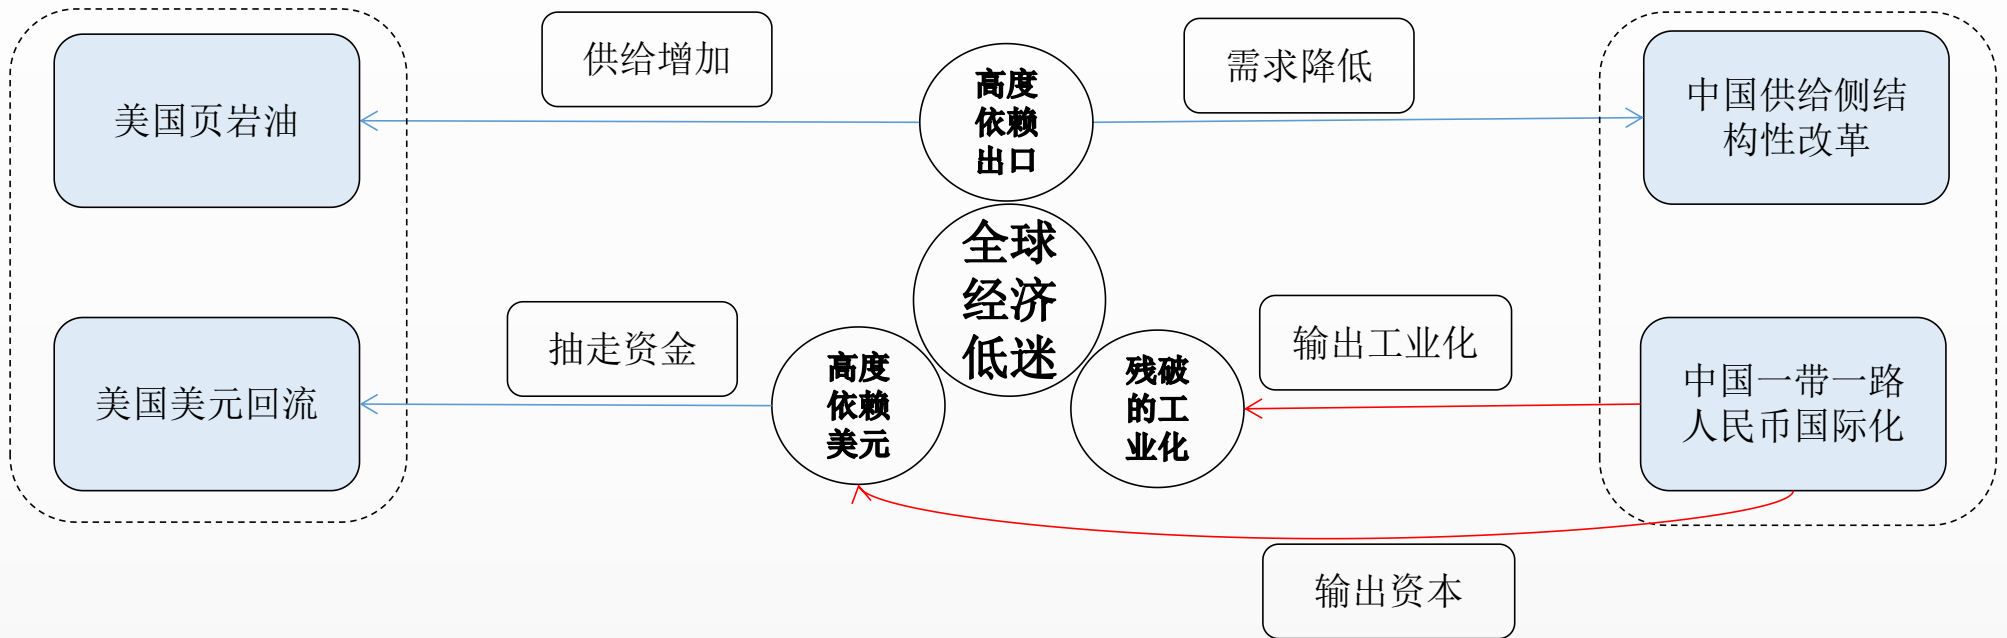 供给增加
需求降低
高度
依赖
出口
美国页岩油
中国供给侧结
构性改革
全球
经济
低迷
抽走资金
输出工业化
美国美元回流
高度
依赖
美元
残破
的工
业化
中国一带一路
人民币国际化
输出资本